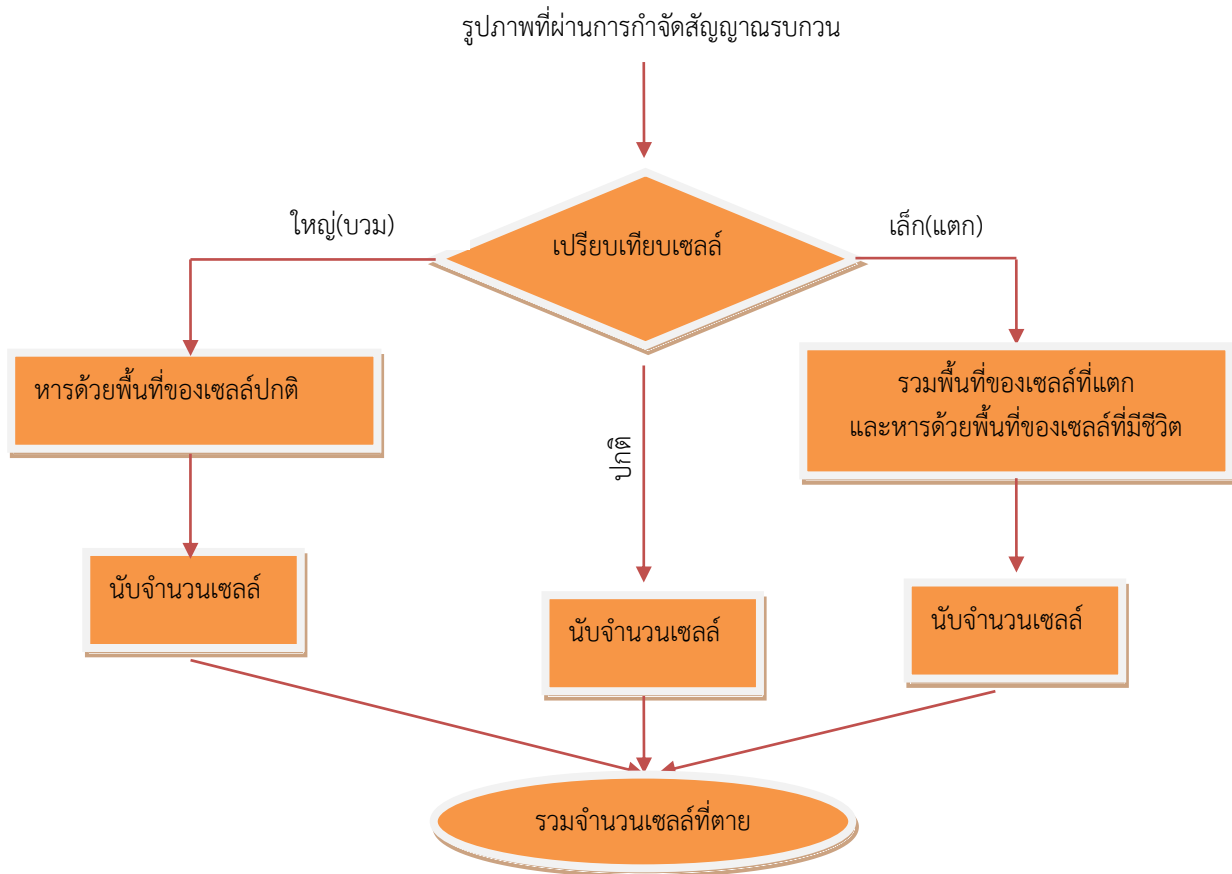 รูปภาพที่ผ่านการกำจัดสัญญาณรบกวน
ใหญ่(บวม)
เปรียบเทียบเซลล์
เล็ก(แตก)
หารด้วยพื้นที่ของเซลล์ปกติ
ปกติ
รวมพื้นที่ของเซลล์ที่แตก
และหารด้วยพื้นที่ของเซลล์ที่มีชีวิต
นับจำนวนเซลล์
นับจำนวนเซลล์
นับจำนวนเซลล์
รวมจำนวนเซลล์ที่ตาย